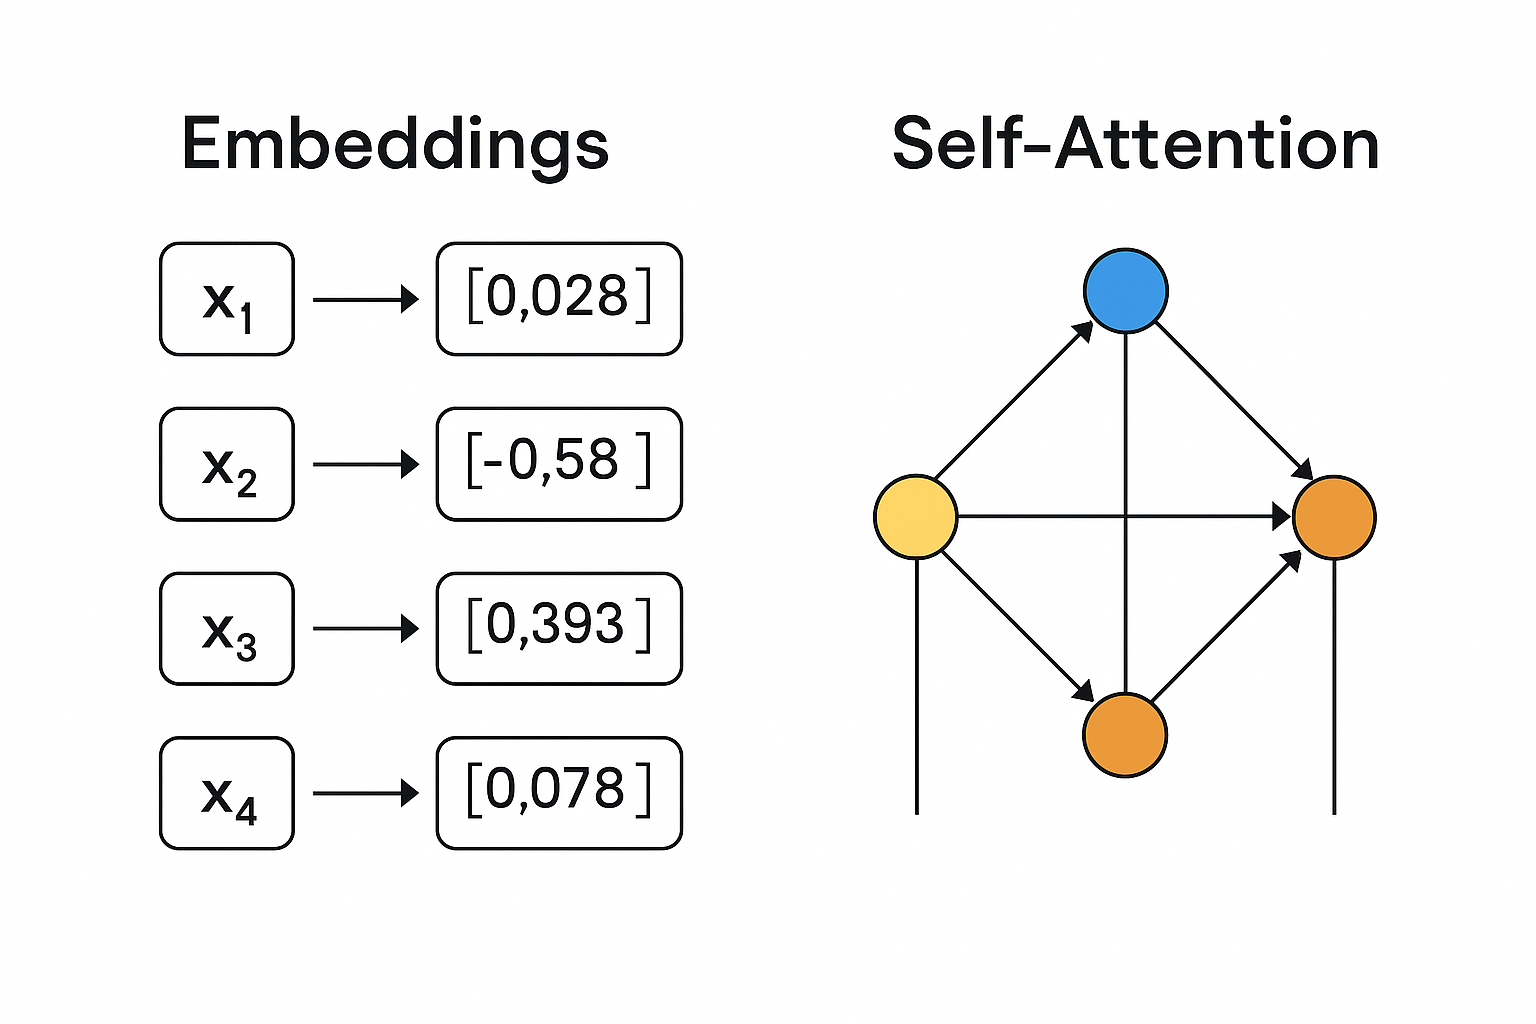 Embeddings
x₁ [0,028]
x₂ [-0,58 ]
x₃ [0,393 ]
x₄ [0,078 ]
Self-Attention